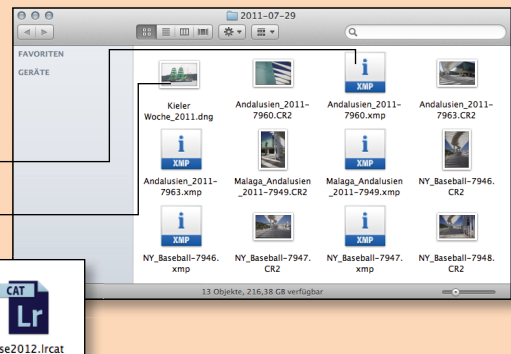 2011-07-29
FAVORITEN
GERÄTE
Kieler
Woche_2011.dng
Andalusien_2011-
7960.CR2
XMP
Andalusien_2011-
7960.xmp
Andalusien_2011-
7963.CR2
XMP
Andalusien_2011-
7963.xmp
Malaga_Andalusien
_2011-7949.CR2
XMP
Malaga_Andalusien
_2011-7949.xmp
NY_Baseball-7946.
CR2
XMP
NY_Baseball-7946.
xmp
NY_Baseball-7947.
CR2
XMP
NY_Baseball-7947.
xmp
NY_Baseball-7948.
CR2
13 Objekte, 216,38 GB verfügbar
CAT
Lr
se2012.lrcat